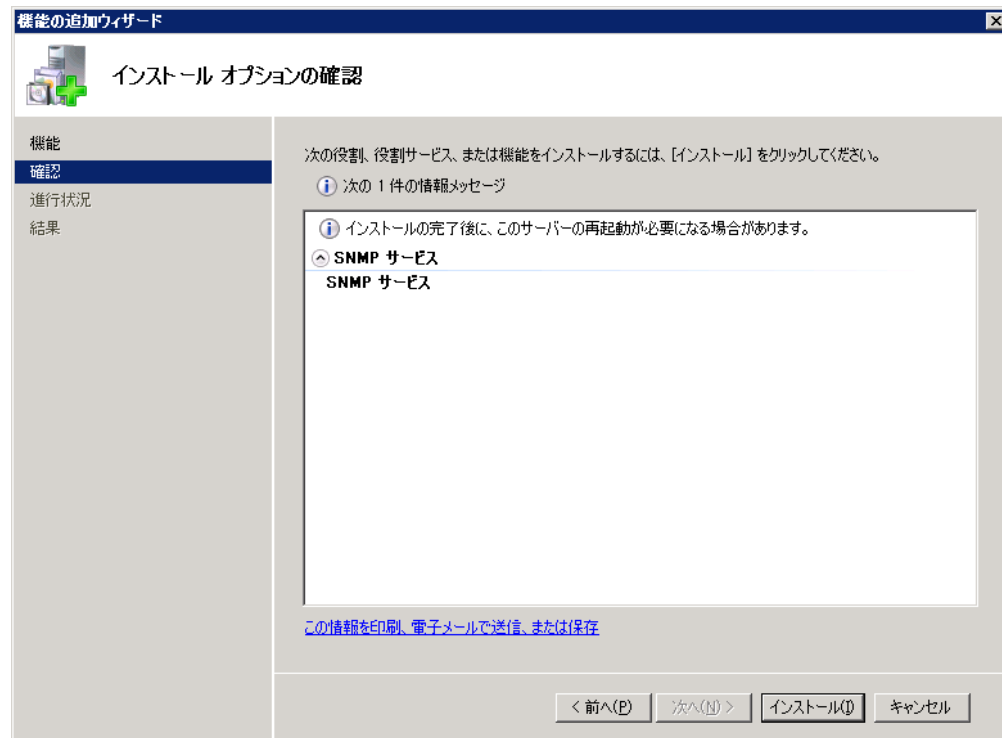 機能の追加ウィザード
インストール オプションの確認
機能
確認
進行状況
結果
次の役割、役割サービス、または機能をインストールするには、[インストール] をクリックしてください。
次の 1 件の情報メッセージ
インストールの完了後に、このサーバーの再起動が必要になる場合があります。
SNMP サービス
SNMP サービス
この情報を印刷、電子メールで送信、または保存
< 前へ(P)
次へ(N) >
インストール(I)
キャンセル